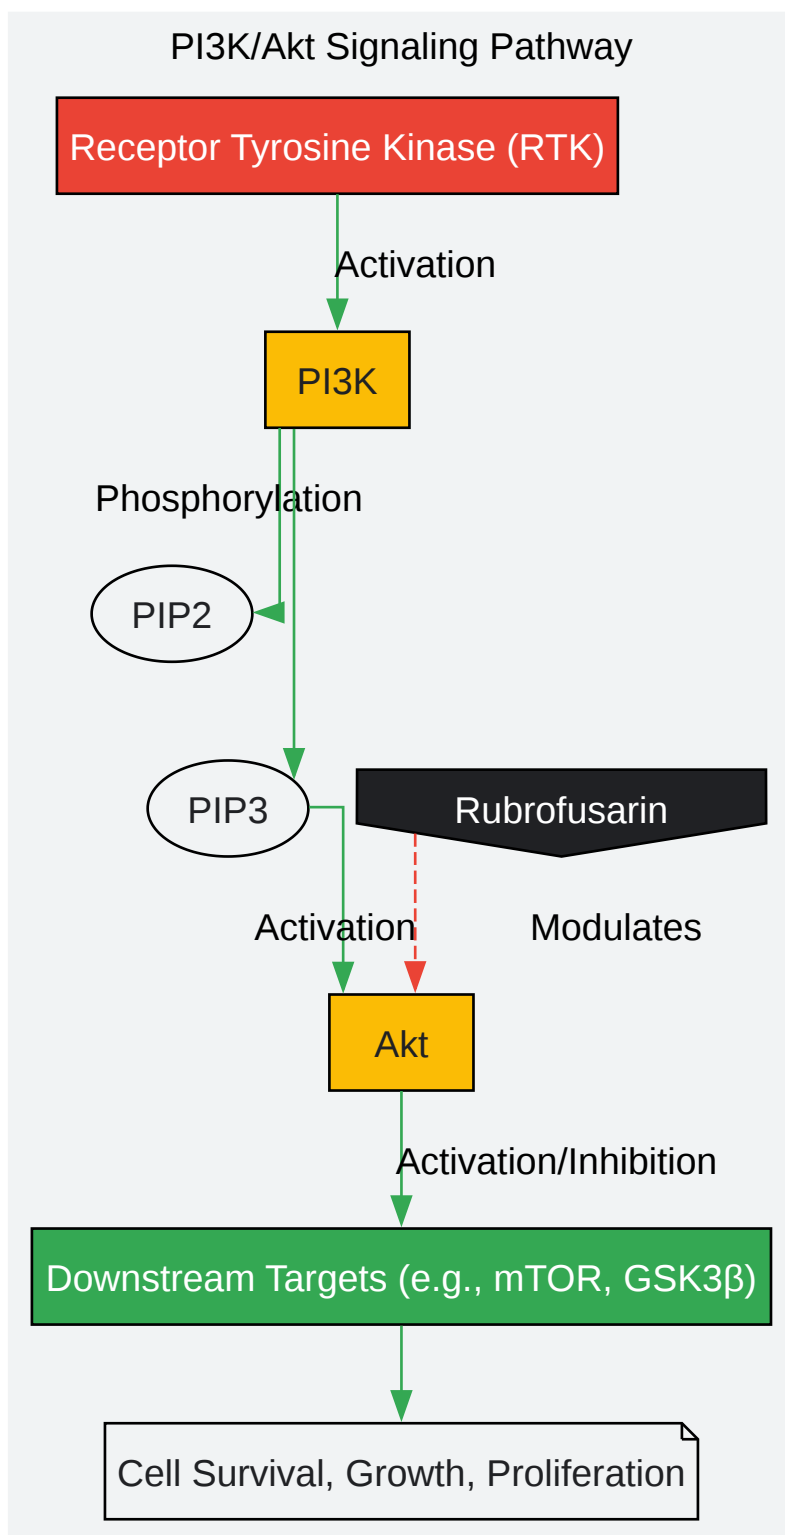 PI3K/Akt Signaling Pathway
Receptor Tyrosine Kinase (RTK)
Activation
PI3K
Phosphorylation
PIP2
PIP3
Rubrofusarin
Activation
Modulates
Akt
Activation/Inhibition
Downstream Targets (e.g., mTOR, GSK3β)
Cell Survival, Growth, Proliferation